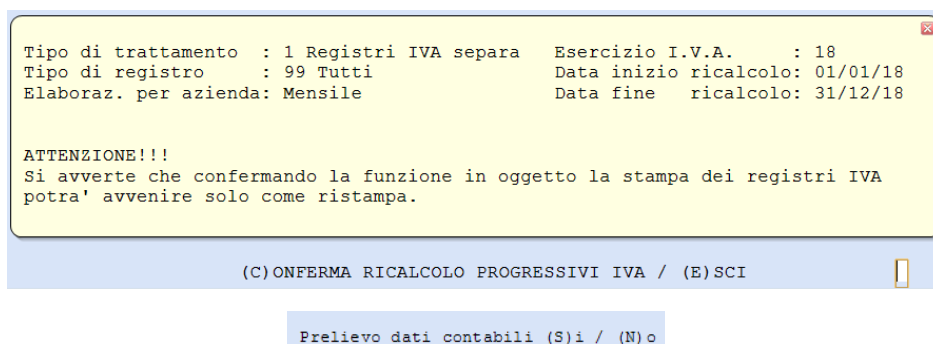 Tipo di trattamento : 1 Registri IVA separa Esercizio I.V.A. : 18
Tipo di registro : 99 Tutti Data inizio ricalcolo: 01/01/18
Elaboraz. per azienda: Mensile Data fine ricalcolo: 31/12/18
ATTENZIONE!!!
Si avverte che confermando la funzione in oggetto la stampa dei registri IVA
potra' avvenire solo come ristampa.
(C)ONFERMA RICALCOLO PROGRESSIVI IVA / (E)SCI
Prelievo dati contabili (S)i / (N)o